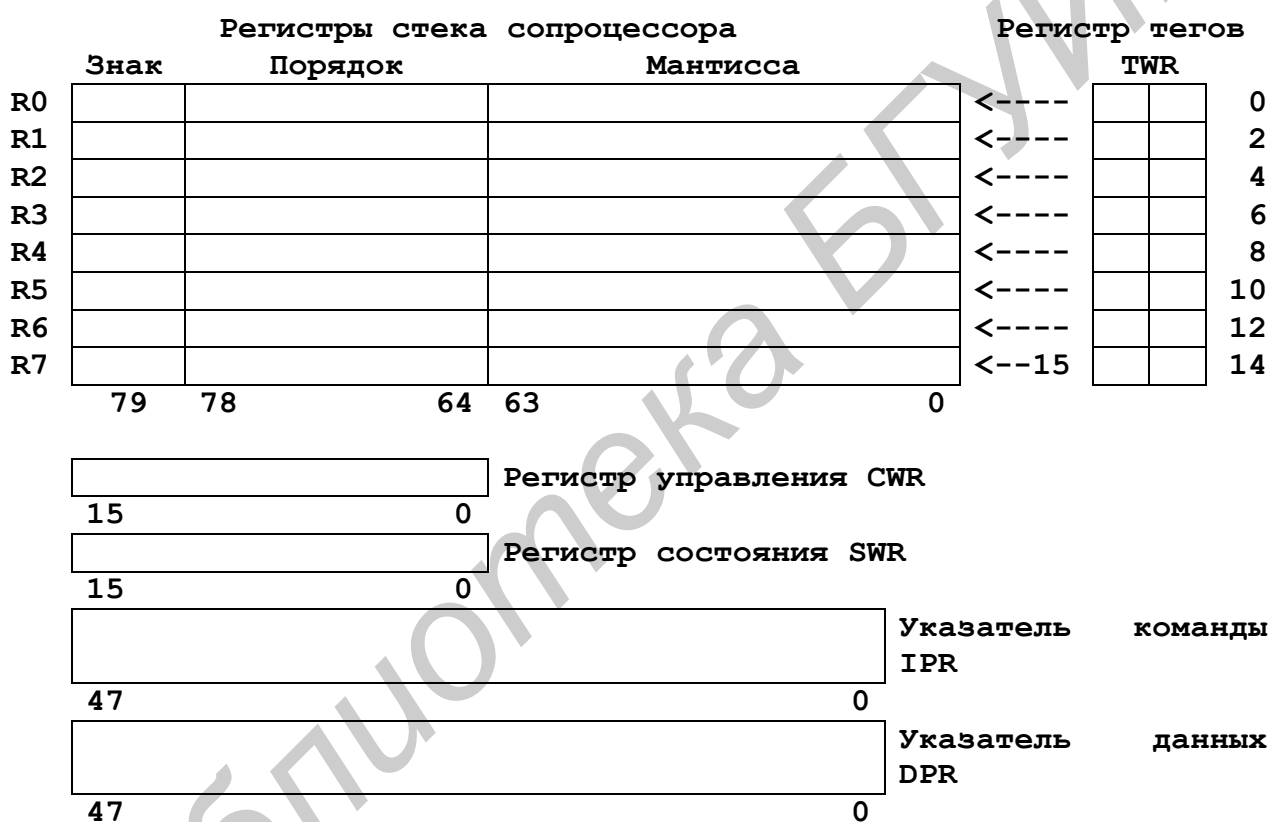 Регистры стека сопроцессора Регистр тегов
Знак Порядок Мантисса TWR
R0 <---- 0
R1 <---- 2
R2 <---- 4
R3 <---- 6
R4 <---- 8
R5 <---- 10
R6 <---- 12
R7 <--15 14
79 78 64 63 0
Регистр управления CWR
15 0
Регистр состояния SWR
15 0
Указатель команды
IPR
47 0
Указатель данных
DPR
47 0
блиотека БГУИ